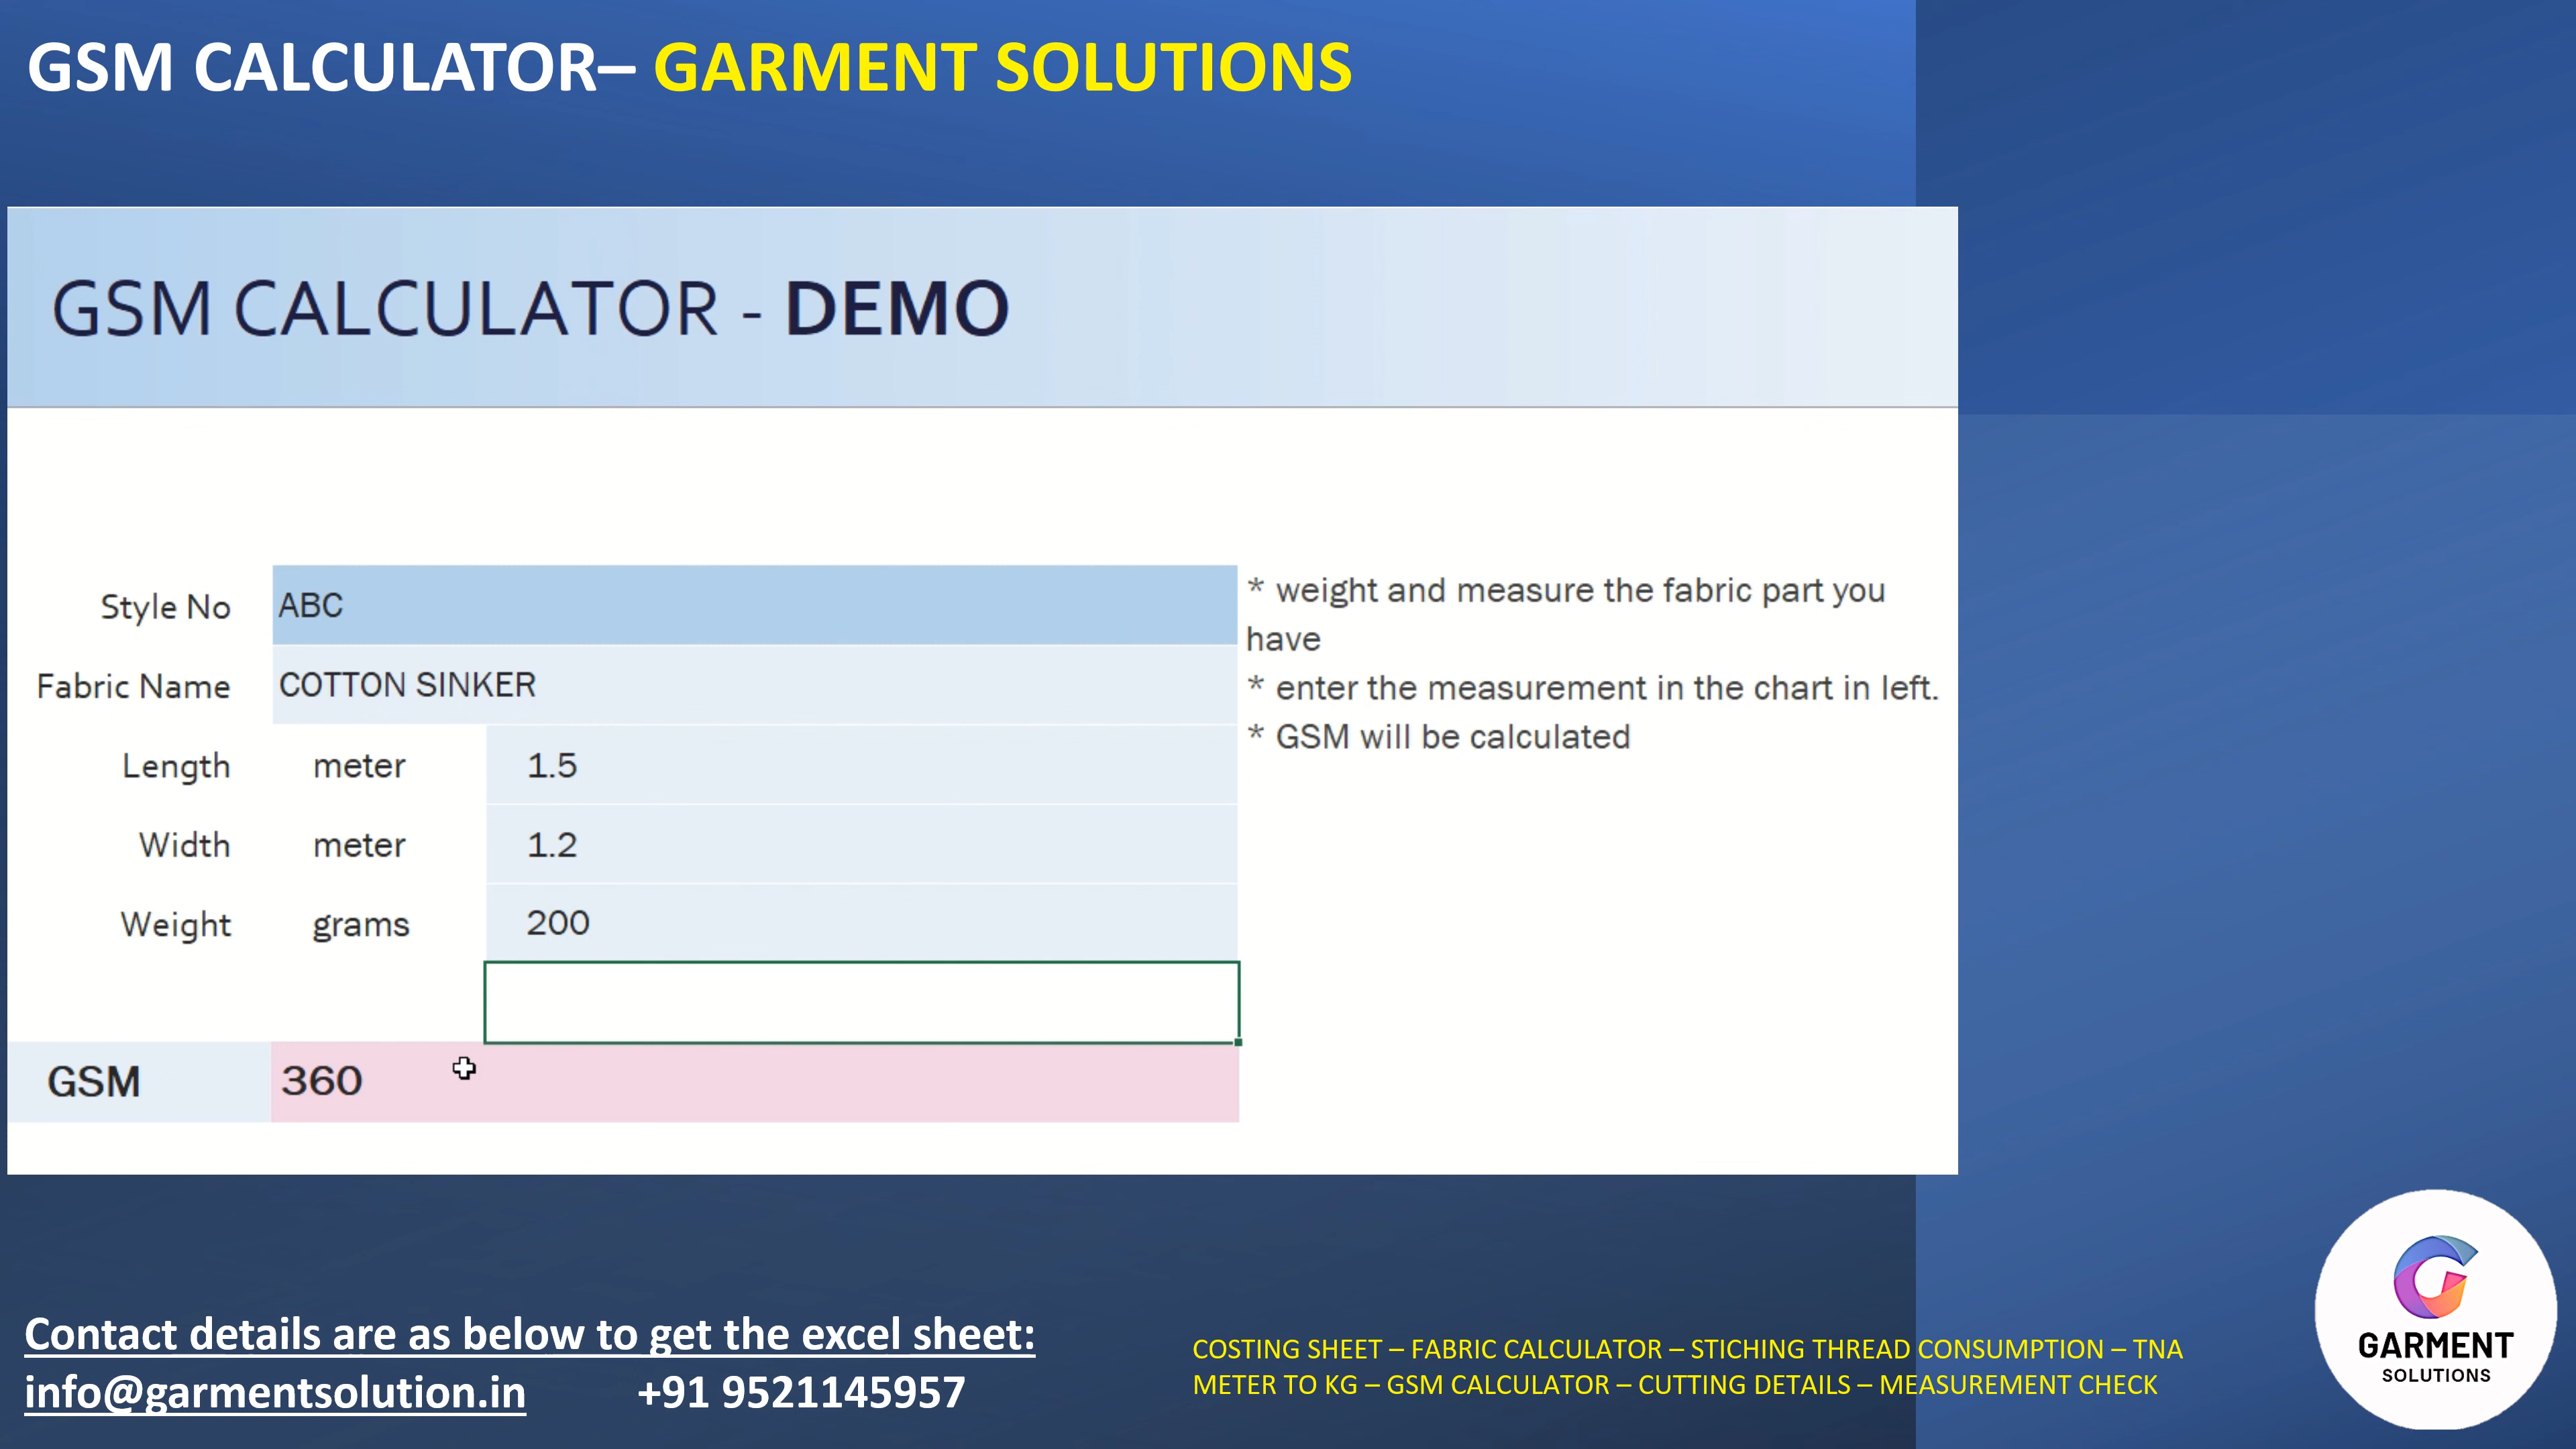 GSM CALCULATOR– GARMENT SOLUTIONS
GSM CALCULATOR - DEMO
Style No ABC
Fabric Name COTTON SINKER
Length meter 1.5
Width meter 1.2
Weight grams 200
GSM 360
* weight and measure the fabric part you
have
* enter the measurement in the chart in left.
* GSM will be calculated
Contact details are as below to get the excel sheet:
info@garmentsolution.in +91 9521145957
COSTING SHEET – FABRIC CALCULATOR – STICHING THREAD CONSUMPTION – TNA
METER TO KG – GSM CALCULATOR – CUTTING DETAILS – MEASUREMENT CHECK
GARMENT
SOLUTIONS